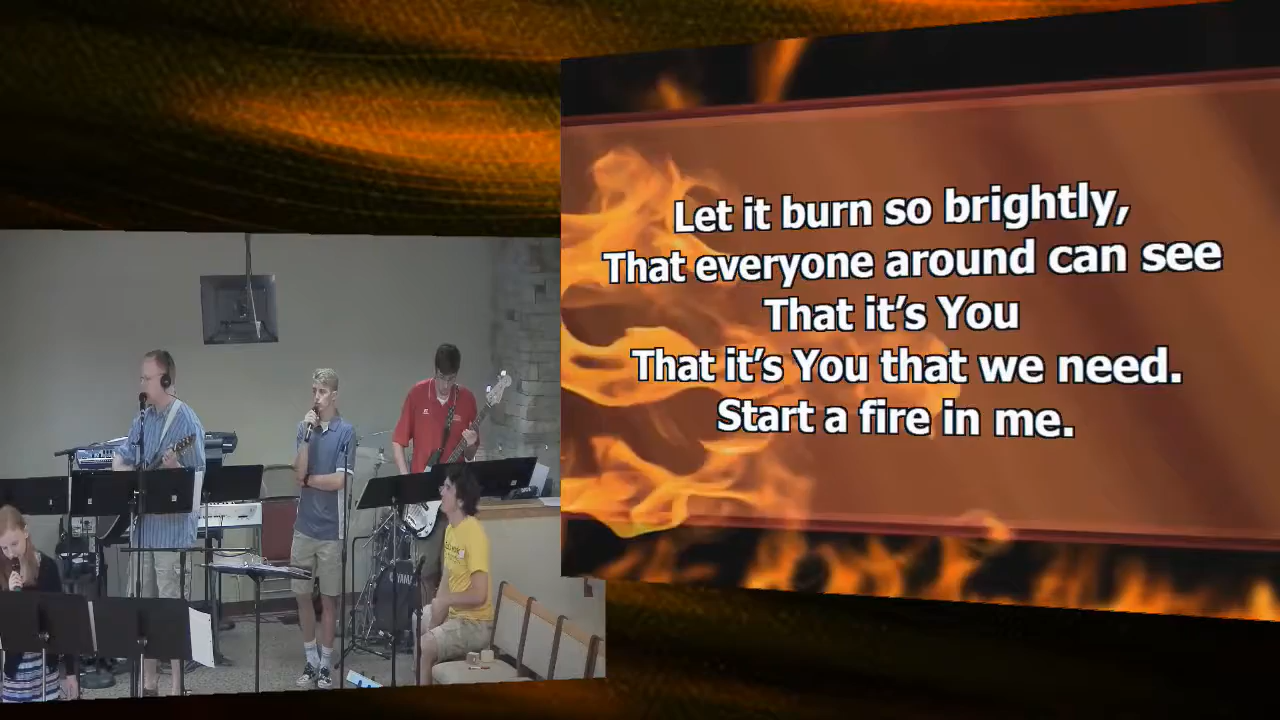 Let it burn so brightly,
That everyone around can see
That it's You
That it's You that we need.
Start a fire in me.
YAMAHA